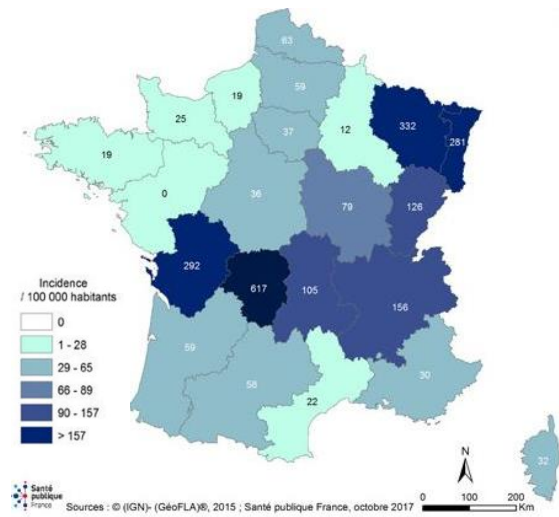 63
59
19
25
37
12
332
281
19
0
36
79
126
292
617
105
156
59
58
22
30
32
Incidence
/ 100 000 habitants
0
1 - 28
29 - 65
66 - 89
90 - 157
> 157
N
0 50 100 200
Km
Santé
publique
France
Sources : © (IGN)- (GéoFLA)®, 2015 ; Santé publique France, octobre 2017